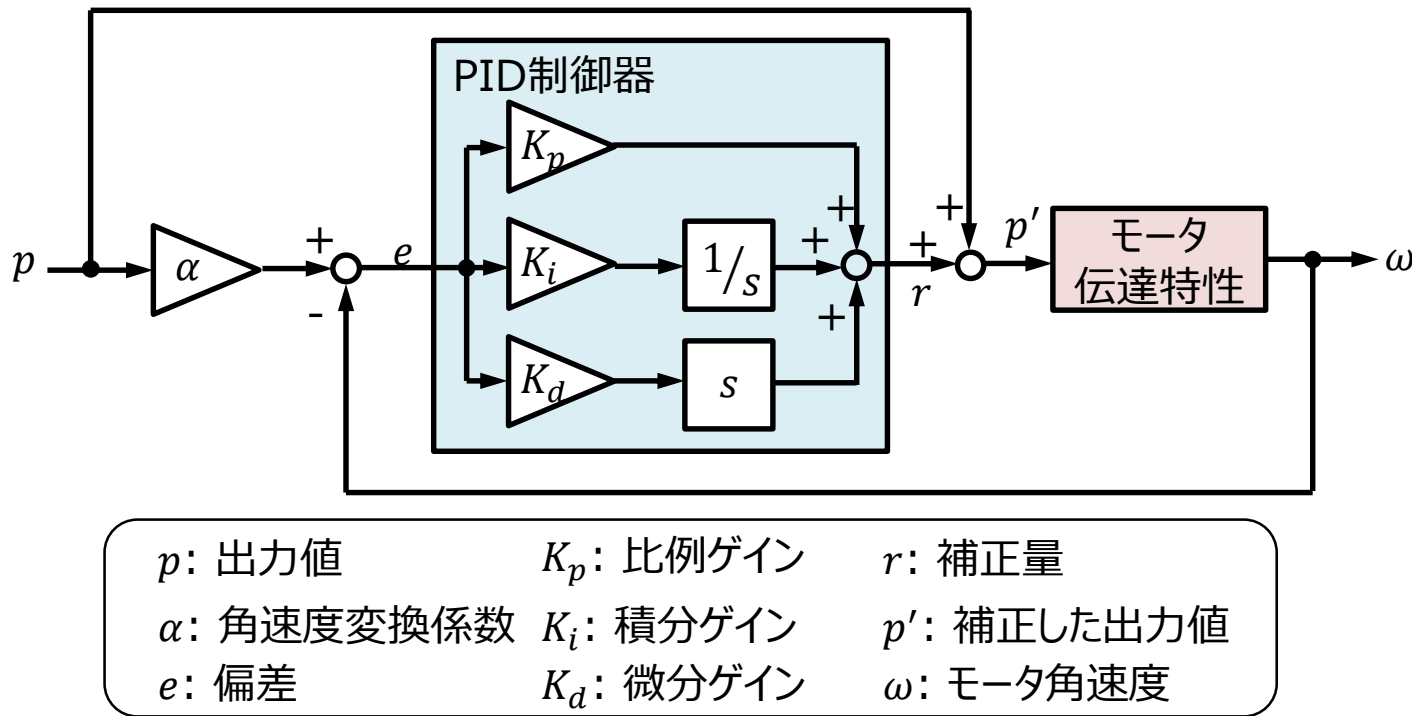 PID制御器
K_p
+
+
p'
モータ
伝達特性
p
α
+
e
K_i
1/s
+
+
r
ω
-
+
K_d
s
p: 出力値
K_p: 比例ゲイン
r: 補正量
α: 角速度変換係数
K_i: 積分ゲイン
p': 補正した出力値
e: 偏差
K_d: 微分ゲイン
ω: モータ角速度